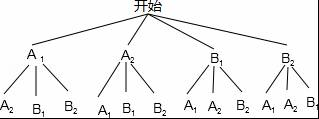 开始
A₁ A₂ B₁ B₂
A₂ B₁ B₂ A₁ B₁ B₂ A₁ A₂ B₂ A₁ A₂ B₁